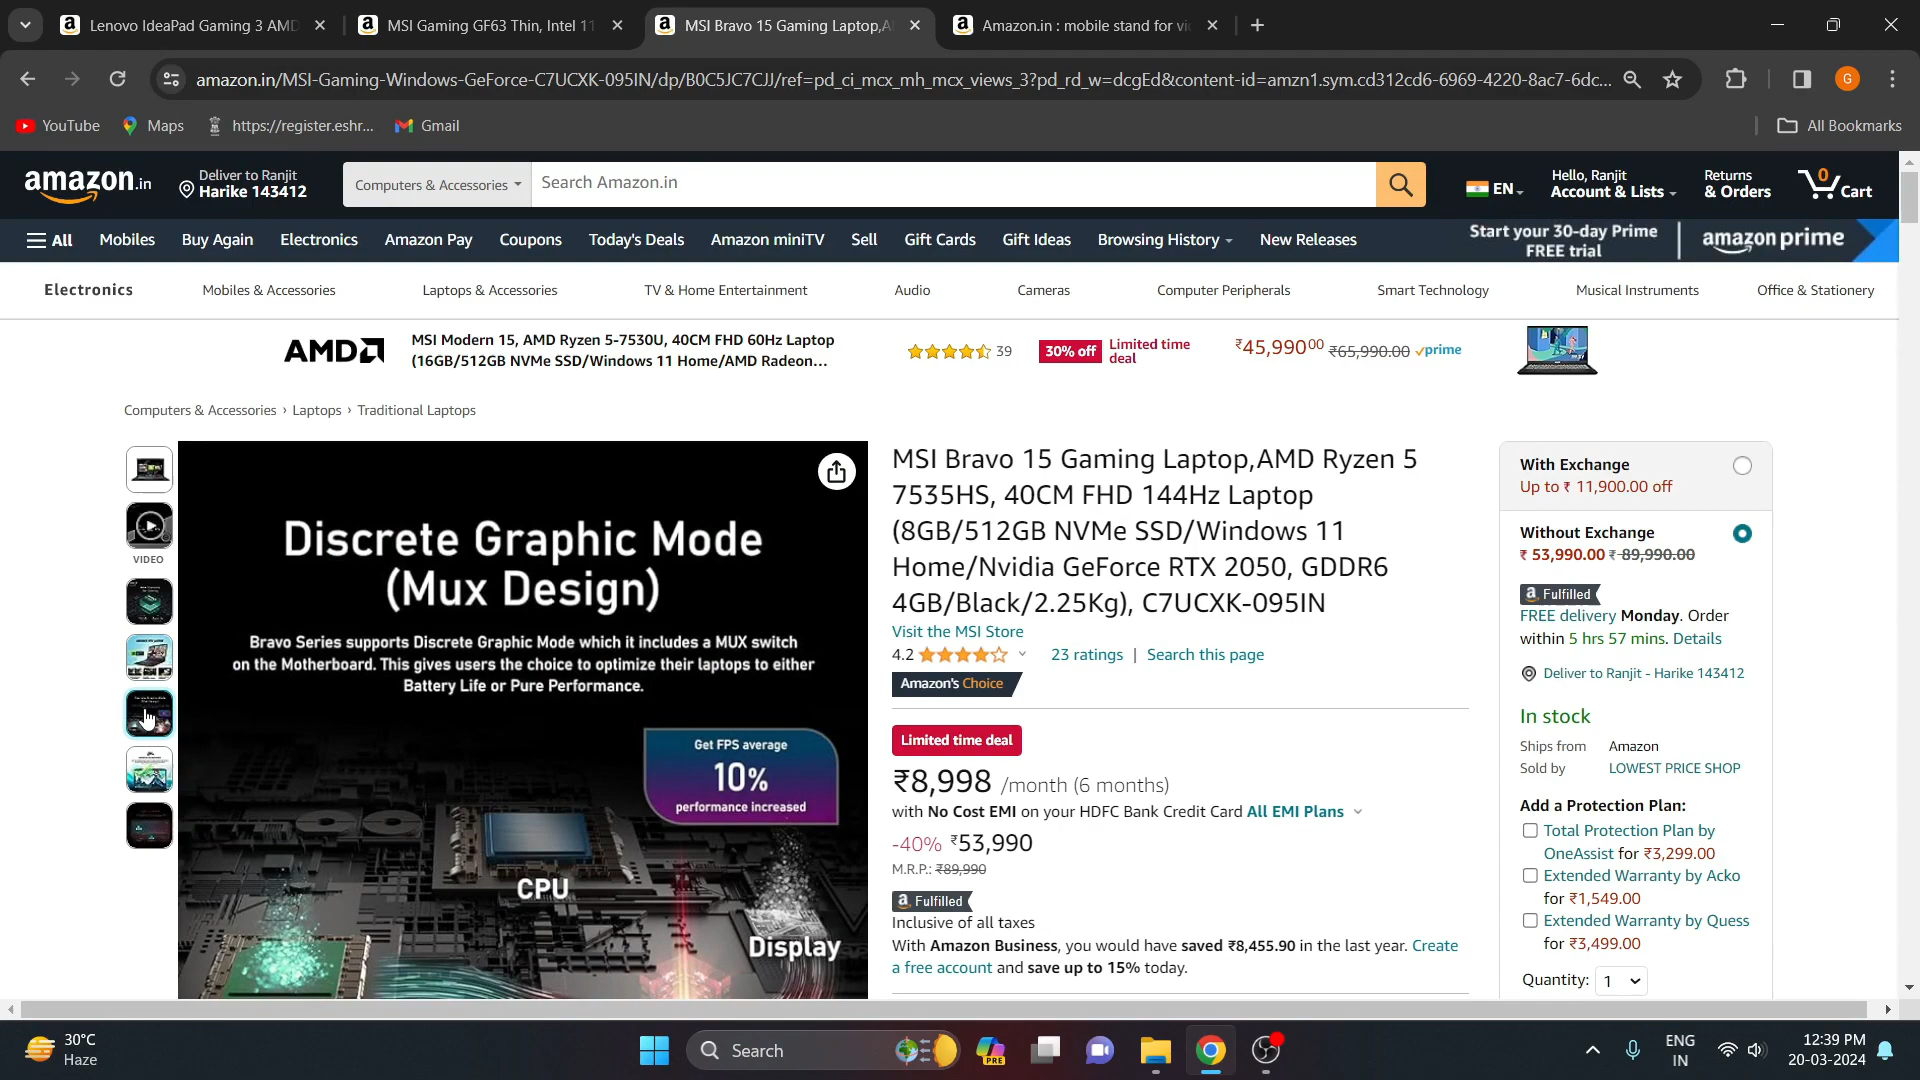 Lenovo IdeaPad Gaming 3 AMD
MSI Gaming GF63 Thin, Intel 11
MSI Bravo 15 Gaming Laptop,A
Amazon.in : mobile stand for vi
amazon.in/MSI-Gaming-Windows-GeForce-C7UCXK-095IN/dp/B0C5JC7CJJ/ref=pd_ci_mcx_mh_mcx_views_3?pd_rd_w=dcgEd&content-id=amzn1.sym.cd312cd6-6969-4220-8ac7-6dc...
G
YouTube
Maps
https://register.eshr...
Gmail
All Bookmarks
amazon.in
Deliver to Ranjit
Harike 143412
Computers & Accessories
Search Amazon.in
EN
Hello, Ranjit
Account & Lists
Returns
& Orders
0
Cart
All
Mobiles
Buy Again
Electronics
Amazon Pay
Coupons
Today's Deals
Amazon miniTV
Sell
Gift Cards
Gift Ideas
Browsing History
New Releases
Start your 30-day Prime
FREE trial
amazon prime
Electronics
Mobiles & Accessories
Laptops & Accessories
TV & Home Entertainment
Audio
Cameras
Computer Peripherals
Smart Technology
Musical Instruments
Office & Stationery
AMD
MSI Modern 15, AMD Ryzen 5-7530U, 40CM FHD 60Hz Laptop
(16GB/512GB NVMe SSD/Windows 11 Home/AMD Radeon...
39
30% off
Limited time
deal
₹45,990⁰⁰ ₹65,990.00 prime
Computers & Accessories › Laptops › Traditional Laptops
VIDEO
Discrete Graphic Mode
(Mux Design)
Bravo Series supports Discrete Graphic Mode which it includes a MUX switch
on the Motherboard. This gives users the choice to optimize their laptops to either
Battery Life or Pure Performance.
Get FPS average
10%
performance increased
CPU
Display
MSI Bravo 15 Gaming Laptop,AMD Ryzen 5
7535HS, 40CM FHD 144Hz Laptop
(8GB/512GB NVMe SSD/Windows 11
Home/Nvidia GeForce RTX 2050, GDDR6
4GB/Black/2.25Kg), C7UCXK-095IN
Visit the MSI Store
4.2
23 ratings | Search this page
Amazon's Choice
Limited time deal
₹8,998 /month (6 months)
with No Cost EMI on your HDFC Bank Credit Card All EMI Plans
-40% ₹53,990
M.R.P.: ₹89,990
a Fulfilled
Inclusive of all taxes
With Amazon Business, you would have saved ₹8,455.90 in the last year. Create
a free account and save up to 15% today.
With Exchange
Up to ₹ 11,900.00 off
Without Exchange
₹ 53,990.00 ₹ 89,990.00
a Fulfilled
FREE delivery Monday. Order
within 5 hrs 57 mins. Details
Deliver to Ranjit - Harike 143412
In stock
Ships from Amazon
Sold by LOWEST PRICE SHOP
Add a Protection Plan:
Total Protection Plan by
OneAssist for ₹3,299.00
Extended Warranty by Acko
for ₹1,549.00
Extended Warranty by Quess
for ₹3,499.00
Quantity: 1
30°C
Haze
Search
PRE
ENG
IN
12:39 PM
20-03-2024